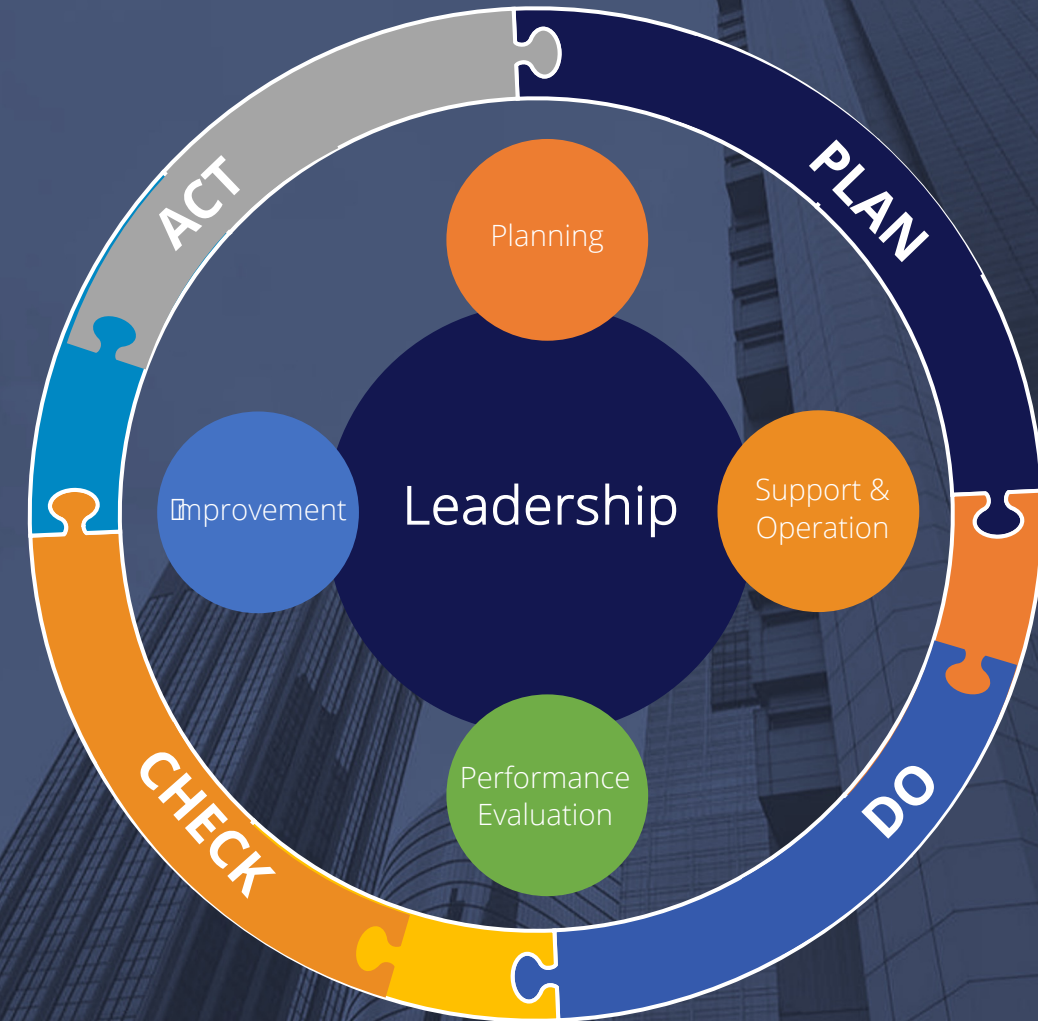 ACT
PLAN
Planning
Improvement
Leadership
Support &
Operation
Performance
Evaluation
CHECK
DO